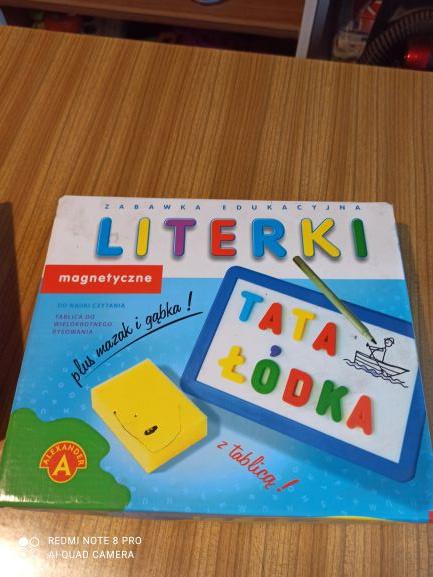 ZABAWKA EDUKACYJNA
LITERKI
magnetyczne
DO NAUKI CZYTANIA
TABLICA DO
WIELOKROTNEGO
RYSOWANIA
plus mazak i gąbka!
TATA
ŁÓDKA
z tablicą!
ALEXANDER
A
REDMI NOTE 8 PRO
AI QUAD CAMERA